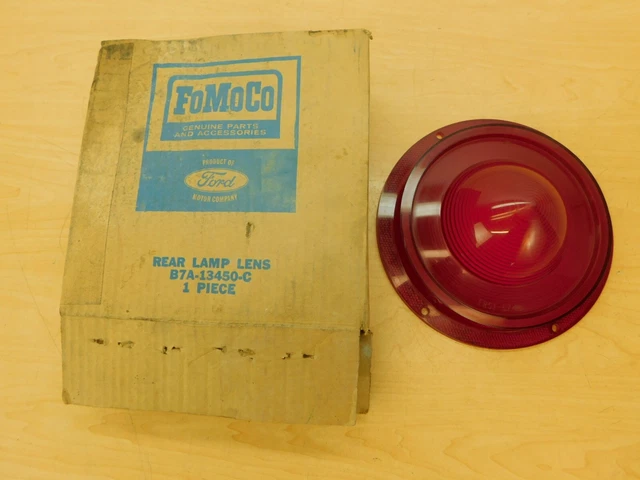 FoMoCo
GENUINE PARTS
AND ACCESSORIES
PRODUCT OF
Ford
MOTOR COMPANY
REAR LAMP LENS
B7A-13450-C
1 PIECE